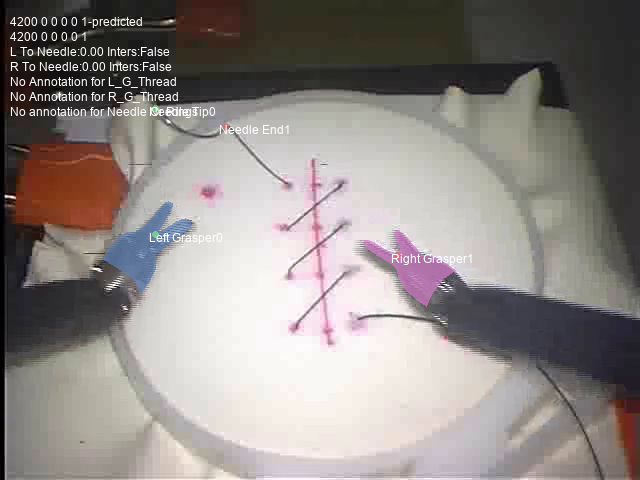 4200 0 0 0 0 1-predicted
4200 0 0 0 0 1
L To Needle:0.00 Inters:False
R To Needle:0.00 Inters:False
No Annotation for L_G_Thread
No Annotation for R_G_Thread
No annotation for Needle
Tip0
Needle End1
Left Grasper0
Right Grasper1